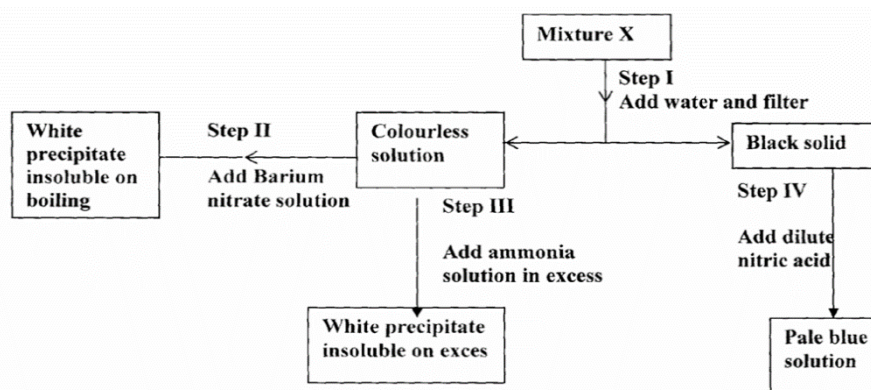 Mixture X
Step I
Add water and filter
White
precipitate
insoluble on
boiling
Step II
Add Barium
nitrate solution
Colourless
solution
Black solid
Step III
Add ammonia
solution in excess
Step IV
Add dilute
nitric acid
White precipitate
insoluble on exces
Pale blue
solution